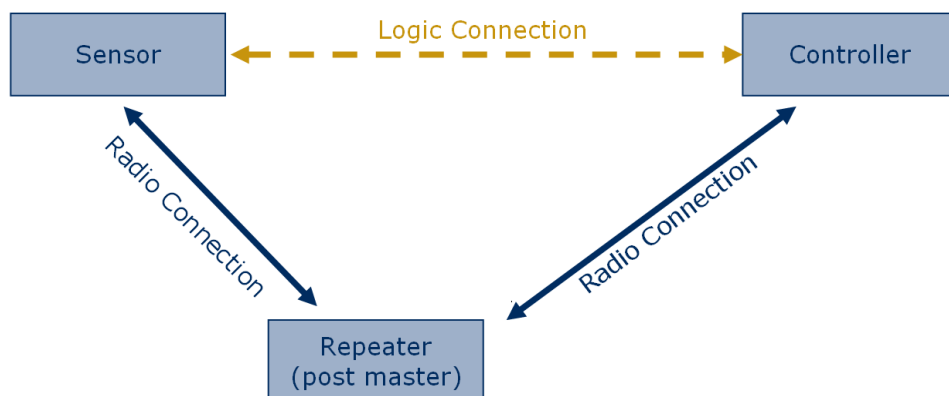 Logic Connection
Sensor
Controller
Radio Connection
Radio Connection
Repeater
(post master)